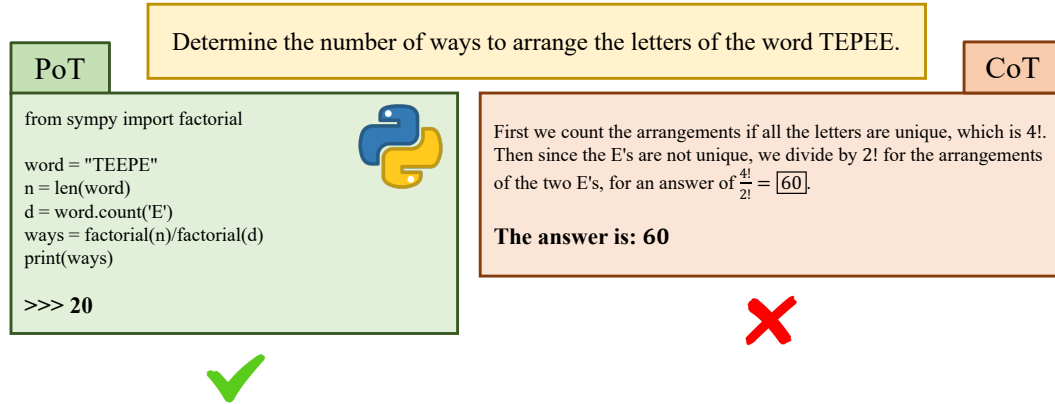 Determine the number of ways to arrange the letters of the word TEPEE.
PoT
from sympy import factorial
word = "TEEPE"
n = len(word)
d = word.count('E')
ways = factorial(n)/factorial(d)
print(ways)
>>> 20
CoT
First we count the arrangements if all the letters are unique, which is 4!.
Then since the E's are not unique, we divide by 2! for the arrangements
of the two E's, for an answer of 4!/2! = 60.
The answer is: 60